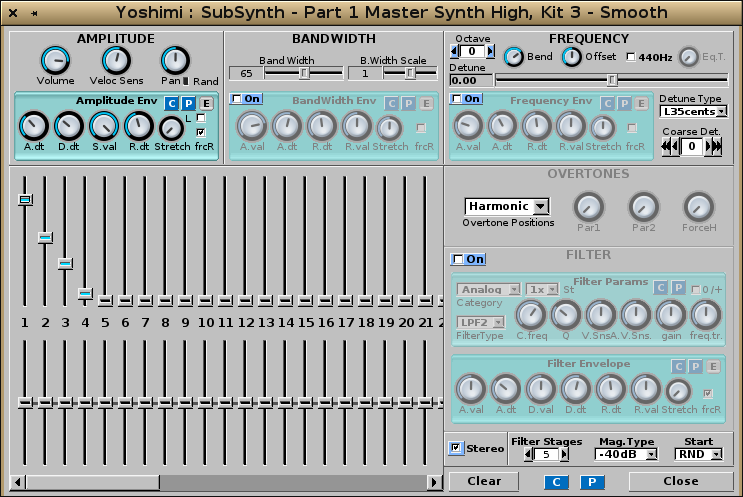 Yoshimi : SubSynth - Part 1 Master Synth High, Kit 3 - Smooth
AMPLITUDE
Volume Veloc Sens Pan Rand
Amplitude Env C P E
L
A.dt D.dt S.val R.dt Stretch frcR
BANDWIDTH
Band Width B.Width Scale
65 1
On BandWidth Env C P E
A.val A.dt R.dt R.val Stretch frcR
FREQUENCY
Octave
0 Bend Offset 440Hz Eq.T.
Detune
0.00
On Frequency Env C P E
A.val A.dt R.dt R.val Stretch frcR
Detune Type
L35cents
Coarse Det.
0
1 2 3 4 5 6 7 8 9 10 11 12 13 14 15 16 17 18 19 20 21 2
OVERTONES
Harmonic
Overtone Positions Par1 Par2 ForceH
On FILTER
Filter Params C P 0/+
Analog 1x St
Category
LPF2
FilterType C.freq Q V.SnsA. V.Sns. gain freq.tr.
Filter Envelope C P E
A.val A.dt D.val D.dt R.dt R.val Stretch frcR
Stereo
Filter Stages Mag.Type Start
5 -40dB RND
Clear C P Close